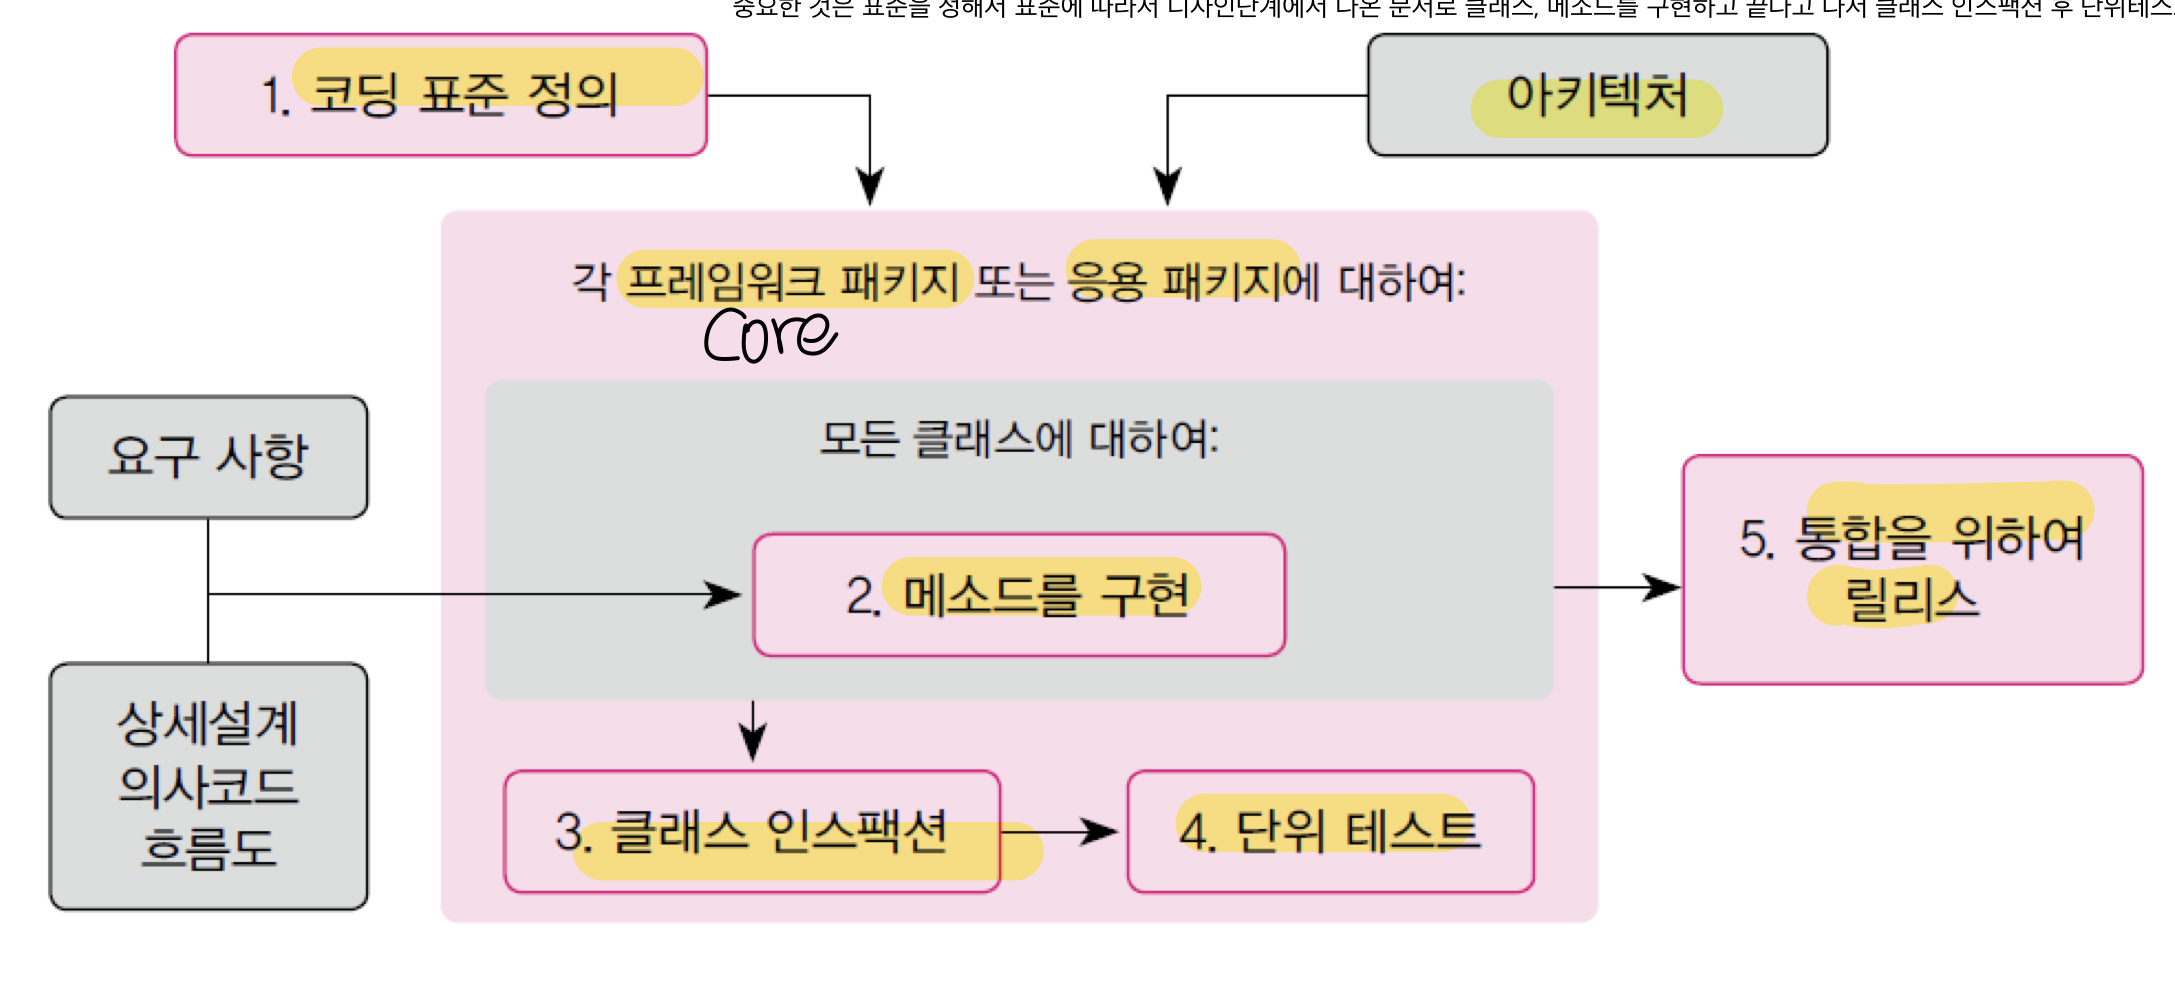 중요한 것은 표준을 정해서 표준에 따라서 디자인단계에서 나온 문서로 클래스, 메소드를 구현하고 끝나고 나서 클래스 인스팩션 후 단위테스
1. 코딩 표준 정의
아키텍처
각 프레임워크 패키지 또는 응용 패키지에 대하여:
Core
모든 클래스에 대하여:
요구 사항
2. 메소드를 구현
5. 통합을 위하여
릴리스
상세설계
의사코드
흐름도
3. 클래스 인스팩션
4. 단위 테스트